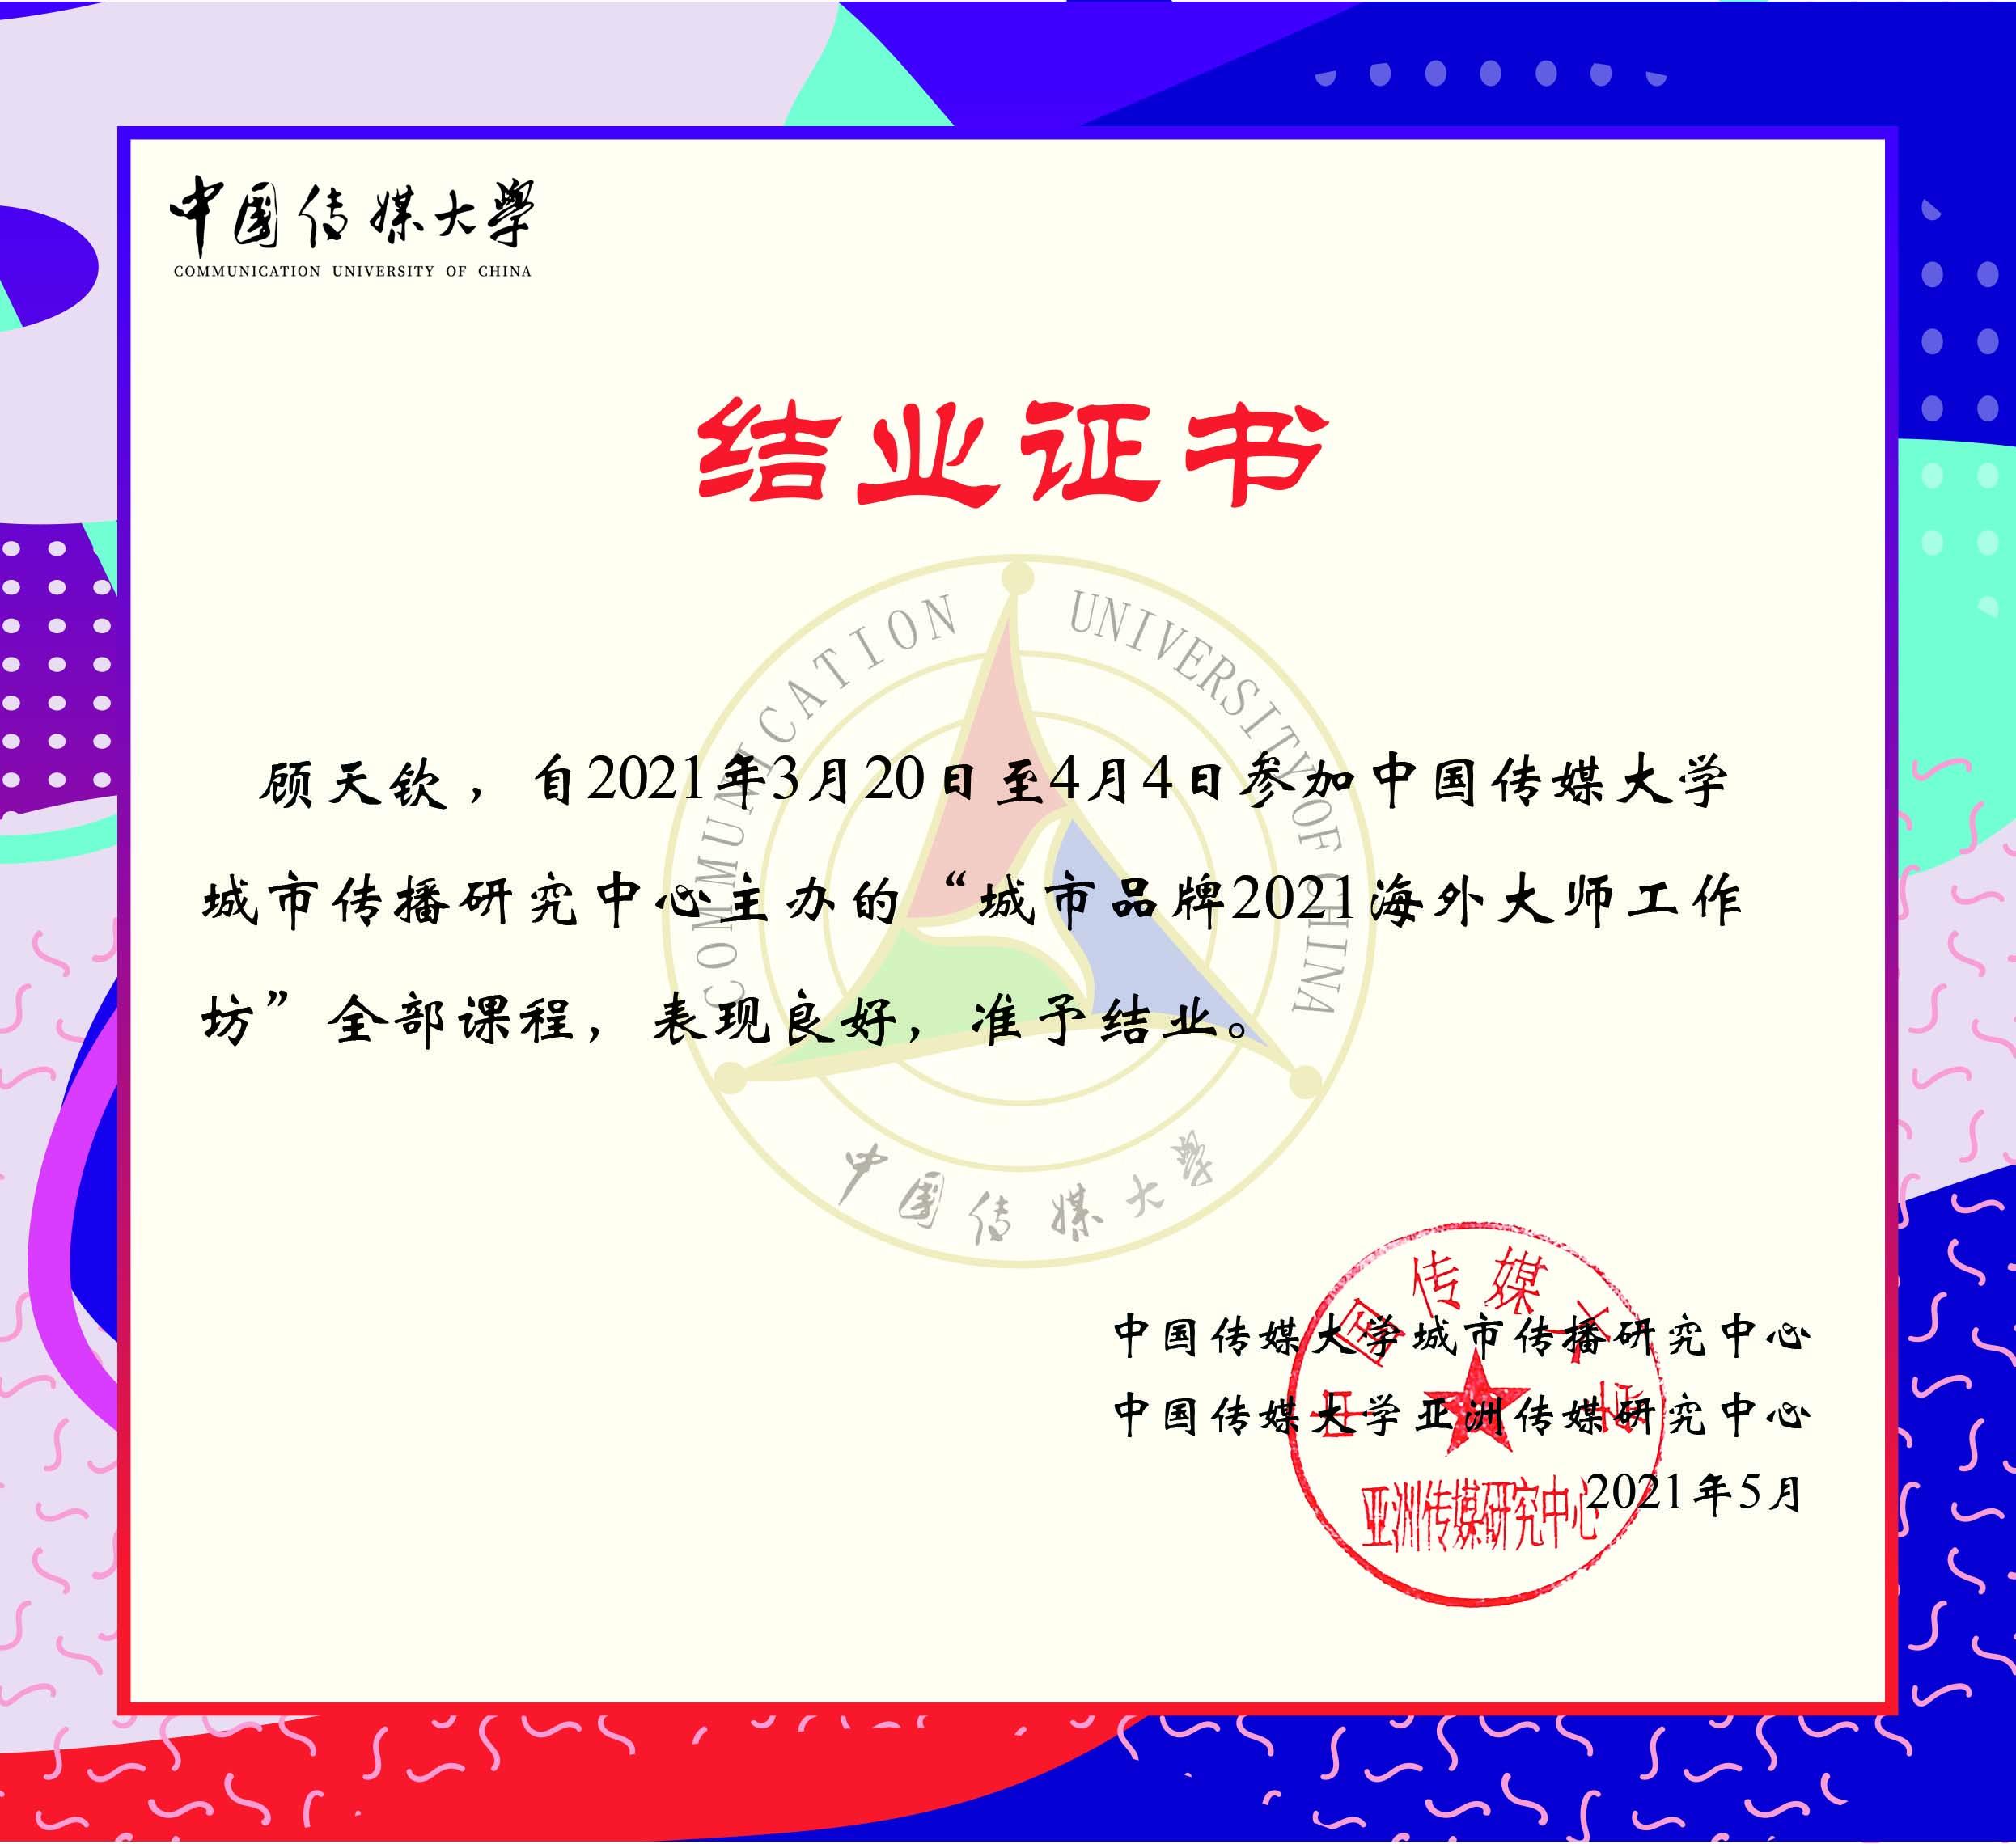 中国传媒大学
COMMUNICATION UNIVERSITY OF CHINA
结业证书
COMMUNICATION UNIVERSITY OF CHINA
顾天钦，自2021年3月20日至4月4日参加中国传媒大学
城市传播研究中心主办的“城市品牌2021海外大师工作
坊”全部课程，表现良好，准予结业。
中国传媒大學
中国传媒大学城市传播研究中心
中国传媒大学亚洲传媒研究中心
2021年5月
中国传媒大学
亚洲传媒研究中心